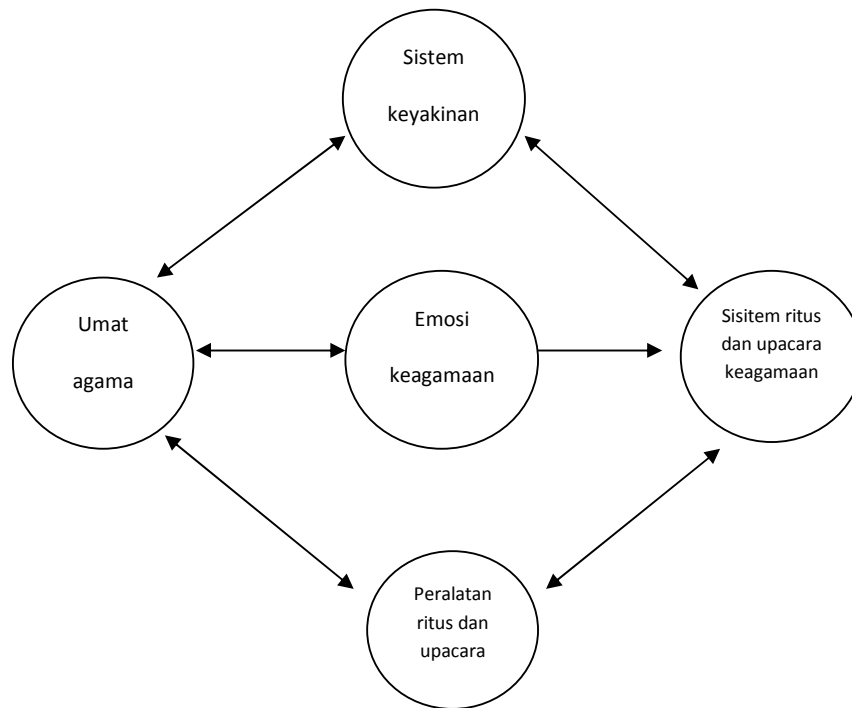 Sistem
keyakinan
Umat
agama
Emosi
keagamaan
Sisitem ritus
dan upacara
keagamaan
Peralatan
ritus dan
upacara